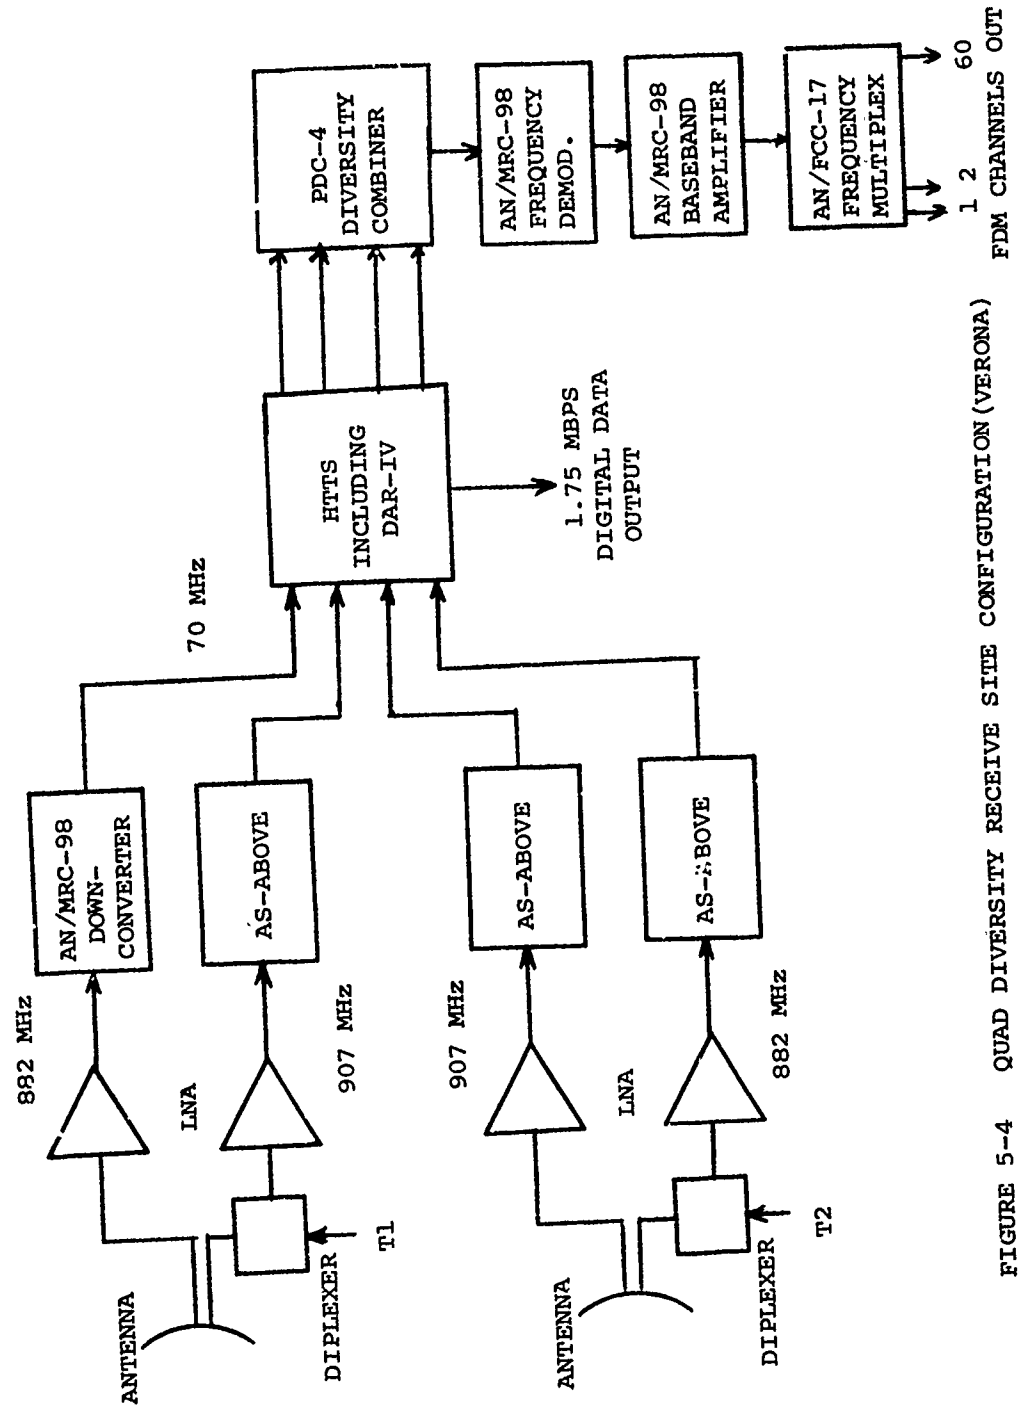 ANTENNA
DIPLEXER
T1
882 MHz
LNA
907 MHz
AN/MRC-98
DOWN-
CONVERTER
AS-ABOVE
70 MHz
ANTENNA
DIPLEXER
T2
907 MHz
LNA
882 MHz
AS-ABOVE
AS-ABOVE
HTTS
INCLUDING
DAR-IV
1.75 MBPS
DIGITAL DATA
OUTPUT
PDC-4
DIVERSITY
COMBINER
AN/MRC-98
FREQUENCY
DEMOD.
AN/MRC-98
BASEBAND
AMPLIFIER
AN/FCC-17
FREQUENCY
MULTIPLEX
1 2 60
FDM CHANNELS OUT
FIGURE 5-4 QUAD DIVERSITY RECEIVE SITE CONFIGURATION(VERONA)